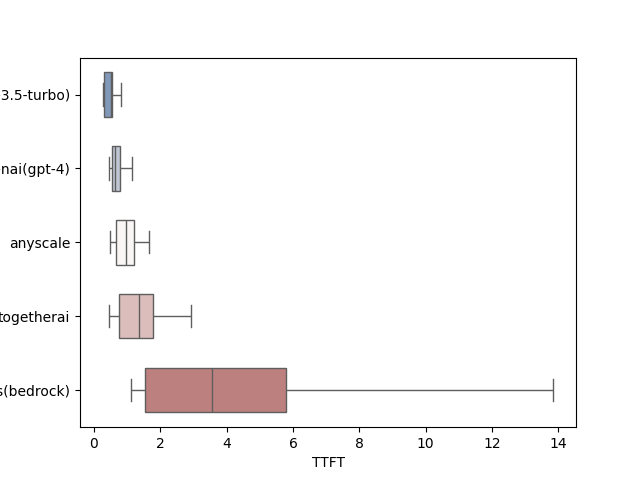 3.5-turbo)
nai(gpt-4)
anyscale
togetherai
s(bedrock)
0 2 4 6 8 10 12 14
TTFT